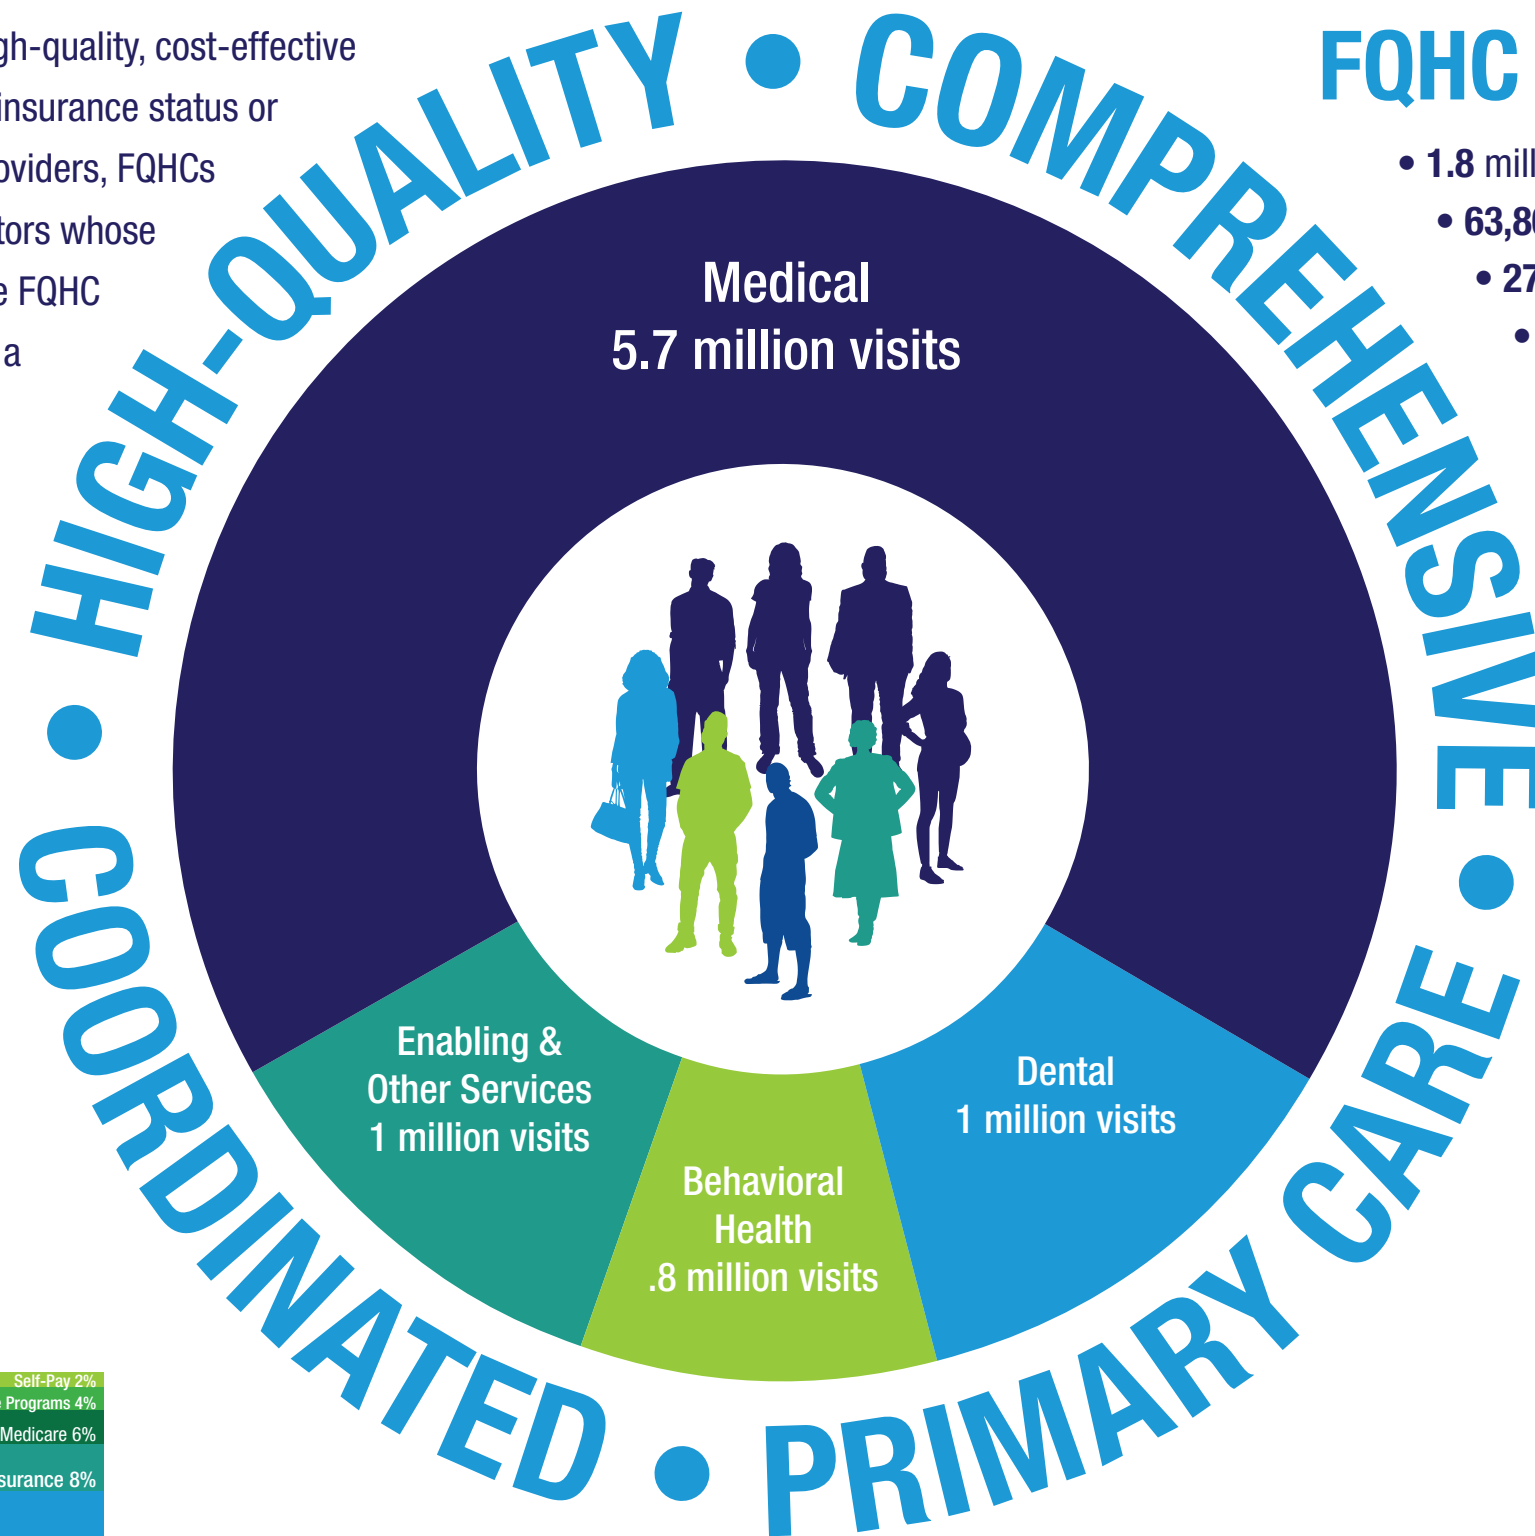 gh-quality, cost-effective
insurance status or
oviders, FQHCs
tors whose
e FQHC
a
FQHC
• 1.8 mill
• 63,80
• 27
•
HIGH-QUALITY • COMPREHENSIVE • PRIMARY CARE • COORDINATED •
Medical
5.7 million visits
Enabling &
Other Services
1 million visits
Behavioral
Health
.8 million visits
Dental
1 million visits
Self-Pay 2%
e Programs 4%
Medicare 6%
surance 8%